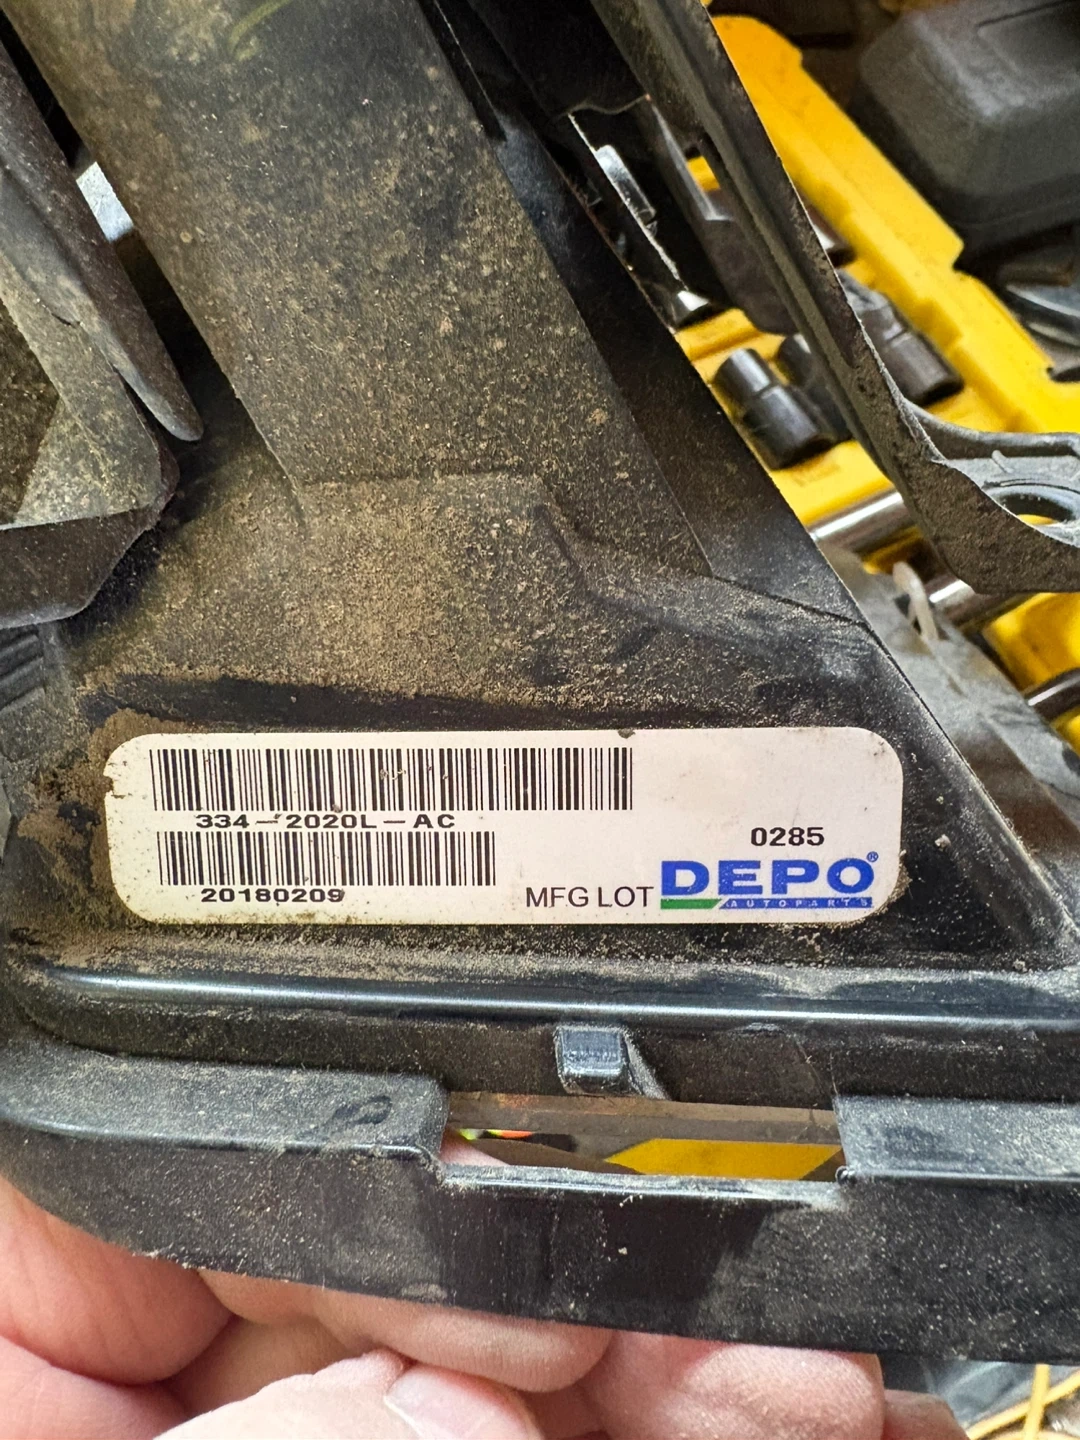 334-2020L-AC
20180209
0285
MFG LOT DEPO®
AUTOPARTS